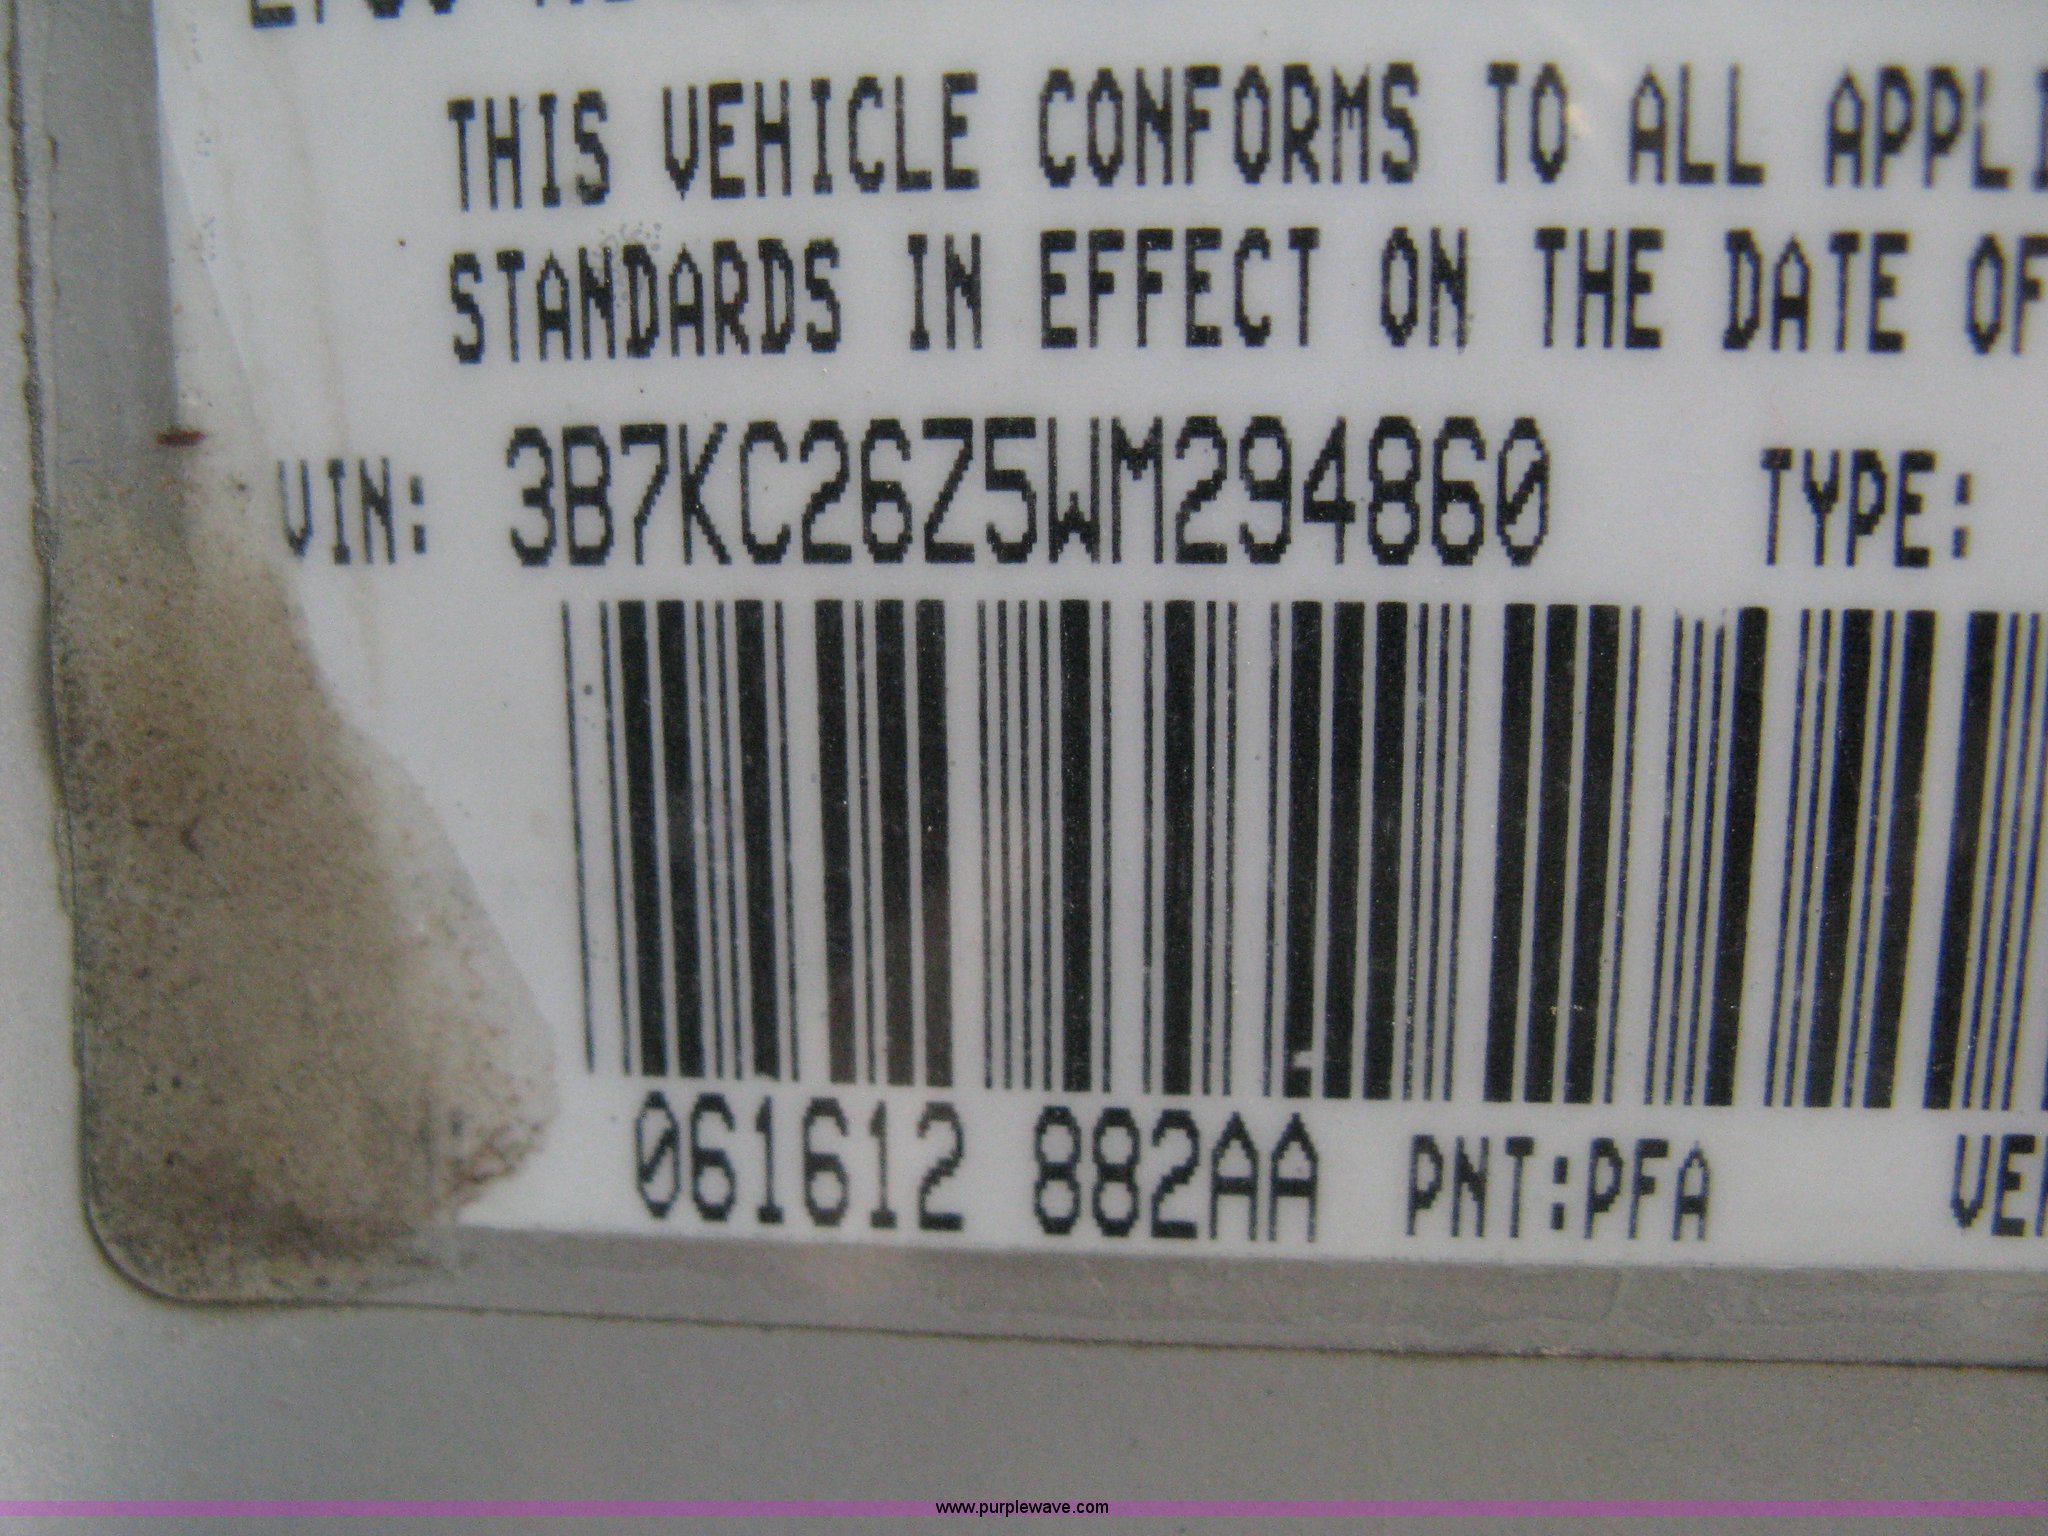 THIS VEHICLE CONFORMS TO ALL APPLI
STANDARDS IN EFFECT ON THE DATE OF
VIN: 3B7KC26Z5WM294860 TYPE:
061612 882AA PNT:PFA VE
www.purplewave.com